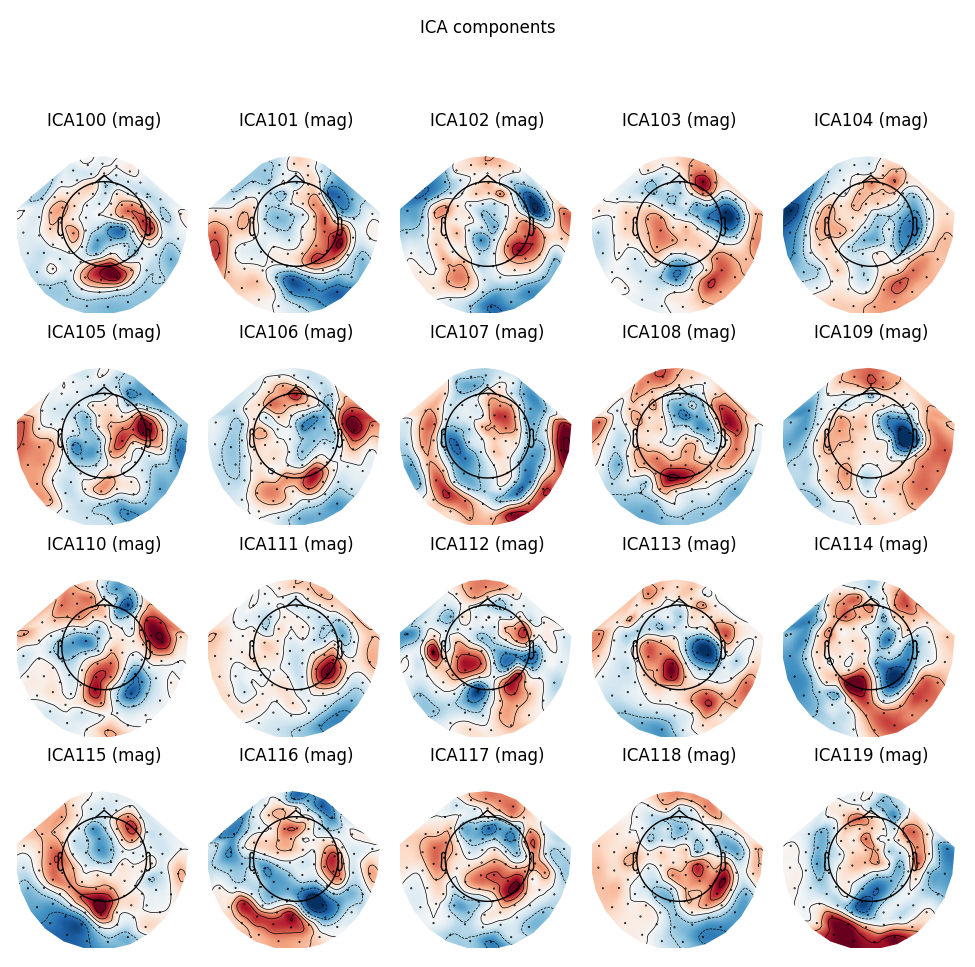 ICA components
ICA100 (mag) ICA101 (mag) ICA102 (mag) ICA103 (mag) ICA104 (mag)
ICA105 (mag) ICA106 (mag) ICA107 (mag) ICA108 (mag) ICA109 (mag)
ICA110 (mag) ICA111 (mag) ICA112 (mag) ICA113 (mag) ICA114 (mag)
ICA115 (mag) ICA116 (mag) ICA117 (mag) ICA118 (mag) ICA119 (mag)